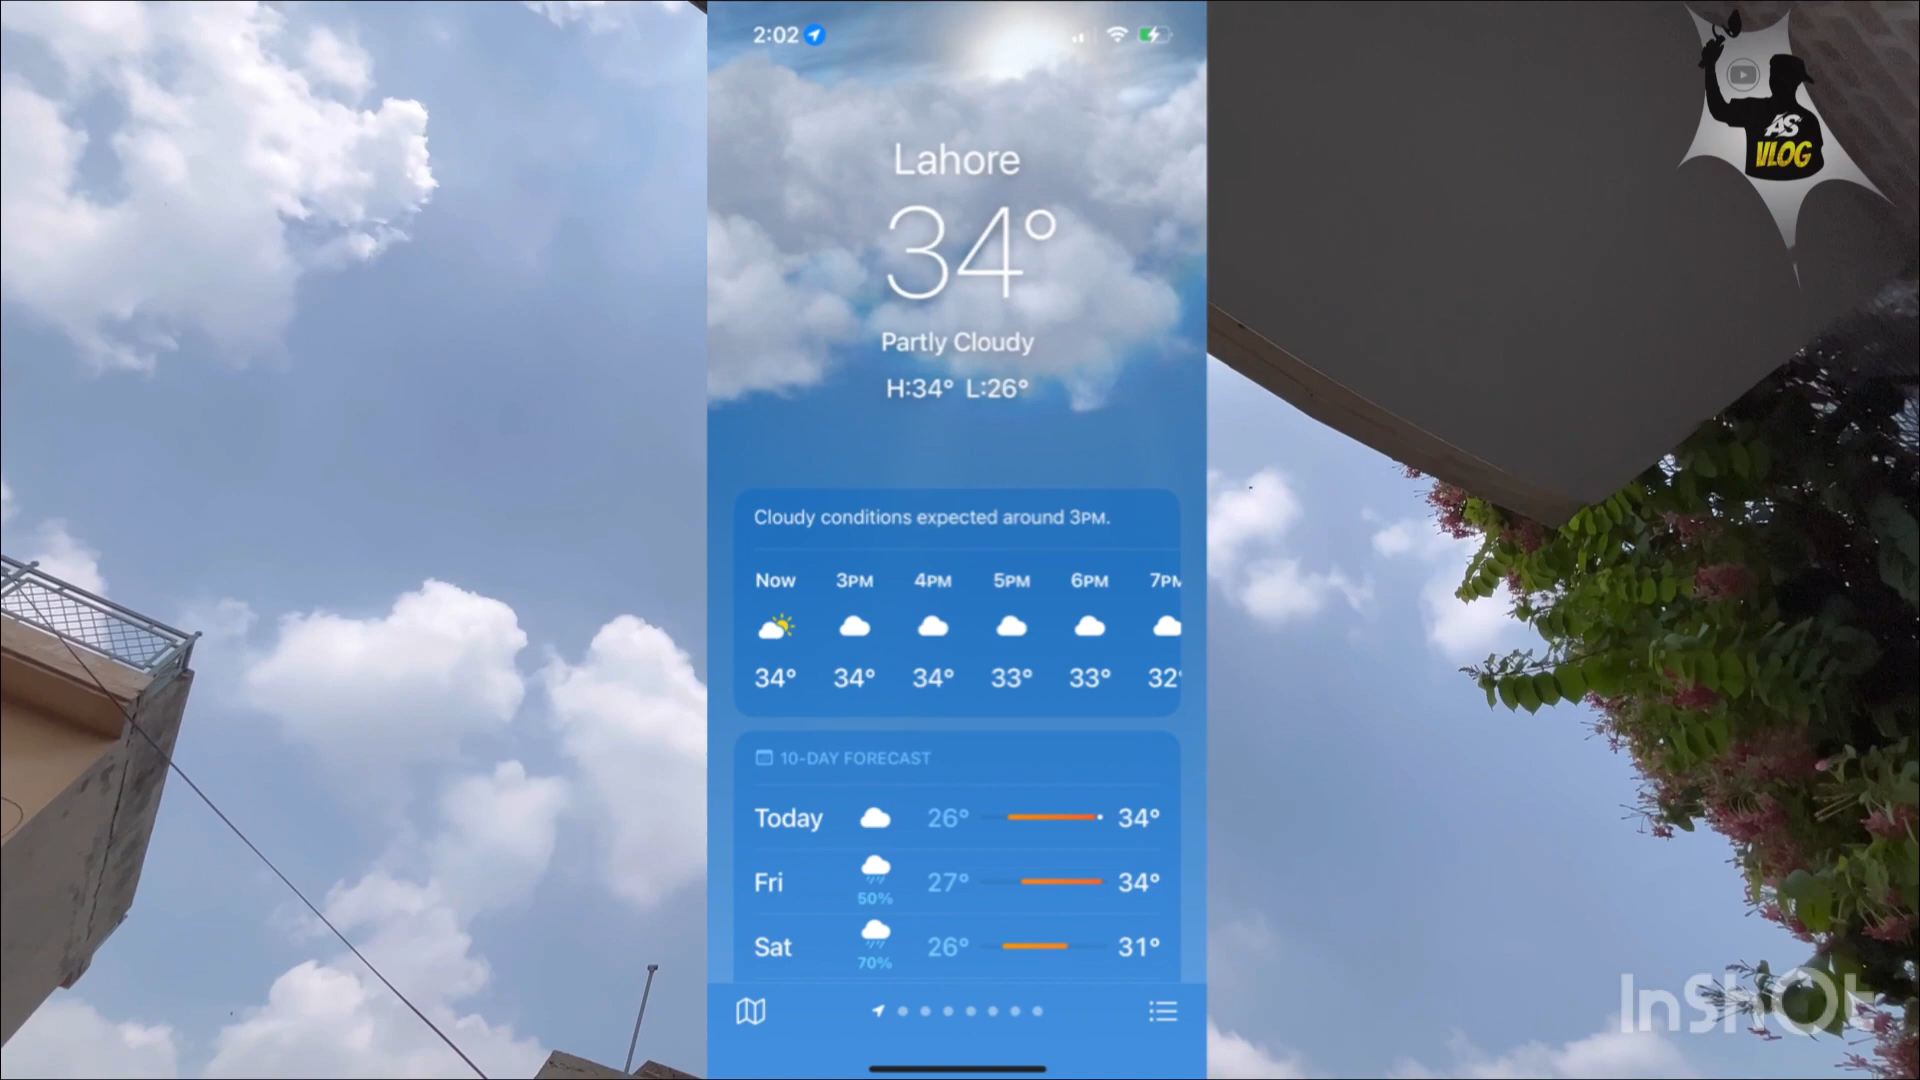 2:02
Lahore
34°
Partly Cloudy
H:34° L:26°
Cloudy conditions expected around 3PM.
Now 3PM 4PM 5PM 6PM 7PM
34° 34° 34° 33° 33° 32°
10-DAY FORECAST
Today 26° 34°
Fri 50% 27° 34°
Sat 70% 26° 31°
AS
VLOG
InShOt